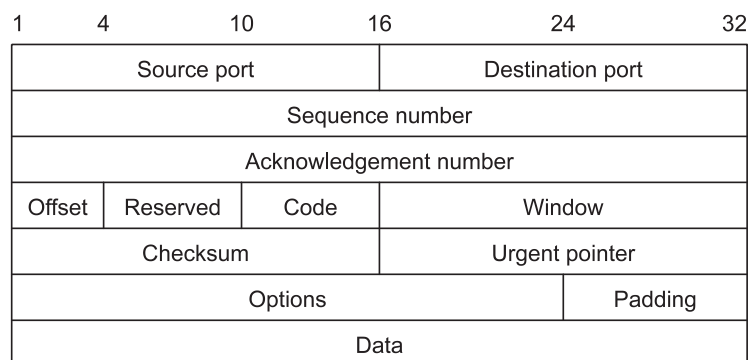 1 4 10 16 24 32
Source port Destination port
Sequence number
Acknowledgement number
Offset Reserved Code Window
Checksum Urgent pointer
Options Padding
Data